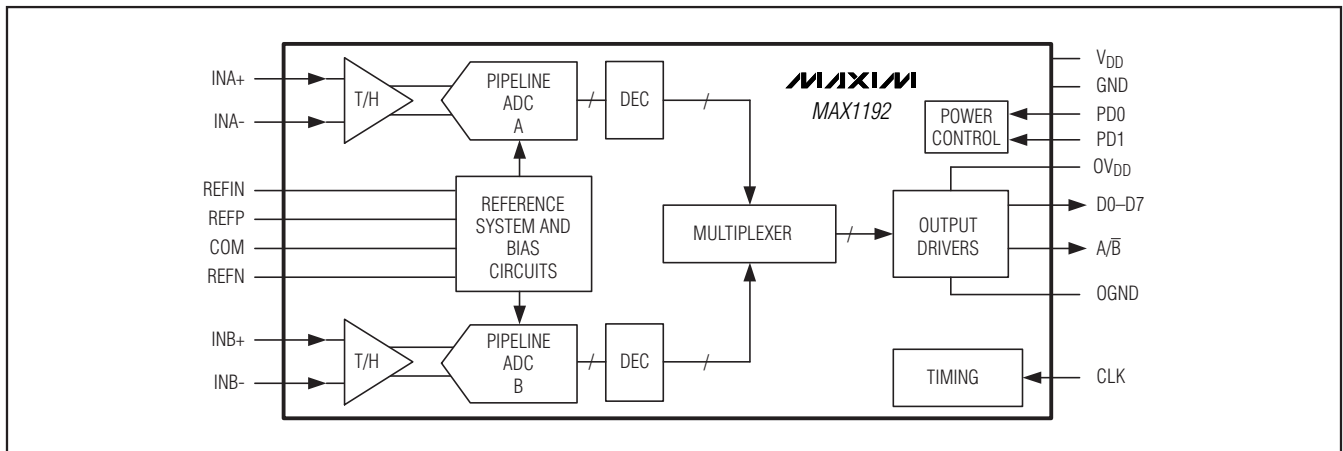 INA+
INA-
T/H
PIPELINE
ADC
A
DEC
MAXIM
MAX1192
POWER
CONTROL
VDD
GND
PD0
PD1
OVDD
REFIN
REFP
COM
REFN
REFERENCE
SYSTEM AND
BIAS
CIRCUITS
MULTIPLEXER
OUTPUT
DRIVERS
D0–D7
A/B̅
OGND
INB+
INB-
T/H
PIPELINE
ADC
B
DEC
TIMING
CLK